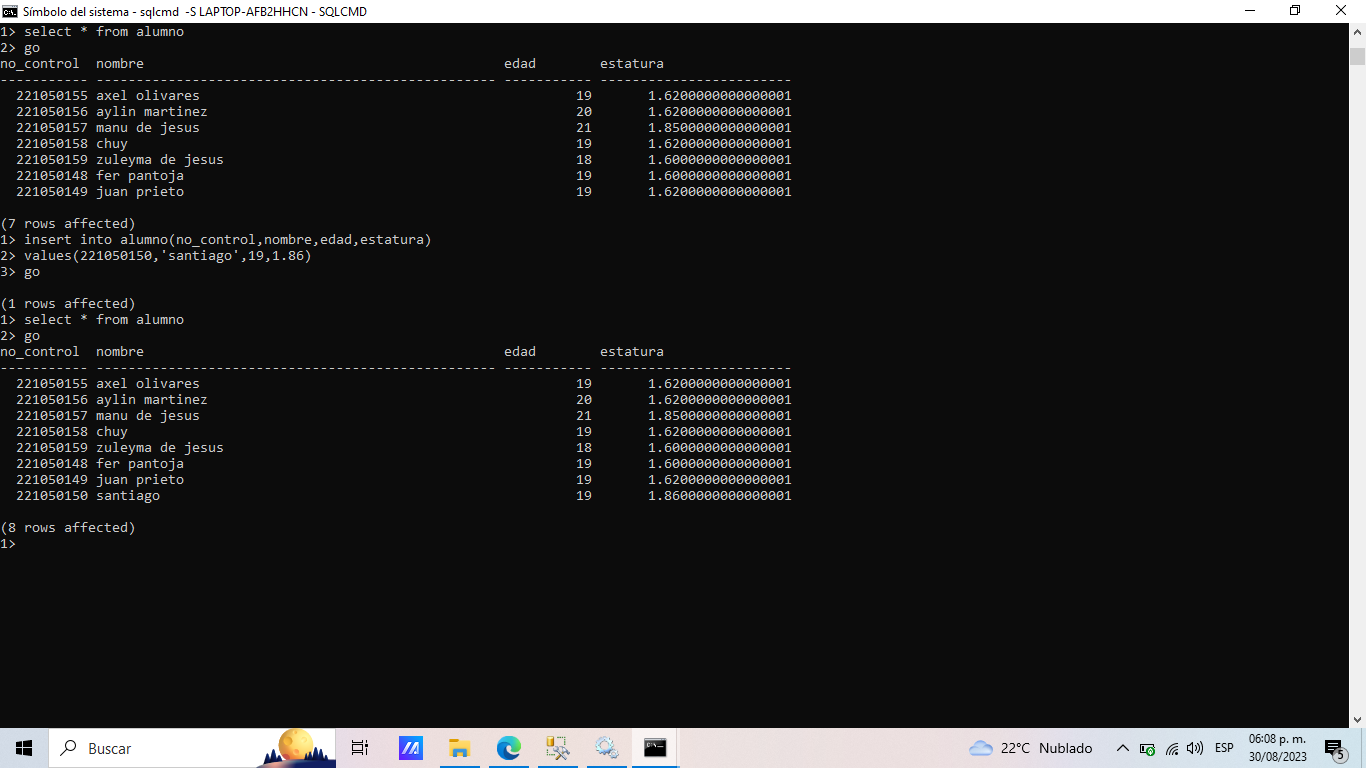 Símbolo del sistema - sqlcmd  -S LAPTOP-AFB2HHCN - SQLCMD
1> select * from alumno
2> go
no_control  nombre                                             edad        estatura
----------- -------------------------------------------------- ----------- ------------------------
  221050155 axel olivares                                               19       1.6200000000000001
  221050156 aylin martinez                                              20       1.6200000000000001
  221050157 manu de jesus                                               21       1.8500000000000001
  221050158 chuy                                                        19       1.6200000000000001
  221050159 zuleyma de jesus                                            18       1.6000000000000001
  221050148 fer pantoja                                                 19       1.6000000000000001
  221050149 juan prieto                                                 19       1.6200000000000001
(7 rows affected)
1> insert into alumno(no_control,nombre,edad,estatura)
2> values(221050150,'santiago',19,1.86)
3> go
(1 rows affected)
1> select * from alumno
2> go
no_control  nombre                                             edad        estatura
----------- -------------------------------------------------- ----------- ------------------------
  221050155 axel olivares                                               19       1.6200000000000001
  221050156 aylin martinez                                              20       1.6200000000000001
  221050157 manu de jesus                                               21       1.8500000000000001
  221050158 chuy                                                        19       1.6200000000000001
  221050159 zuleyma de jesus                                            18       1.6000000000000001
  221050148 fer pantoja                                                 19       1.6000000000000001
  221050149 juan prieto                                                 19       1.6200000000000001
  221050150 santiago                                                    19       1.8600000000000001
(8 rows affected)
1>
Buscar
22°C Nublado
ESP
06:08 p. m.
30/08/2023
5